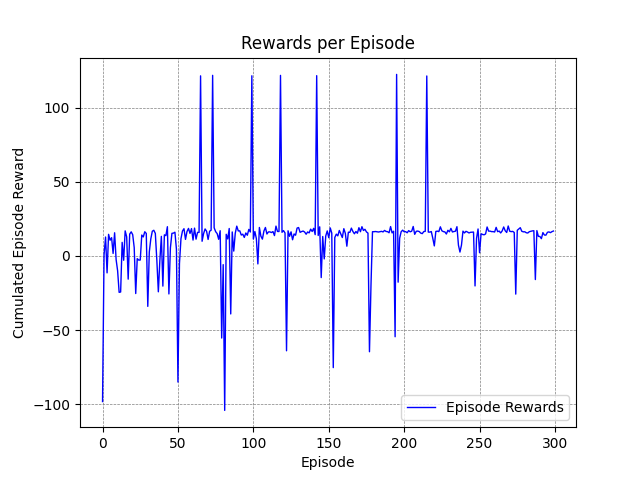 Rewards per Episode
Cumulated Episode Reward
100
50
0
−50
−100
Episode Rewards
0 50 100 150 200 250 300
Episode